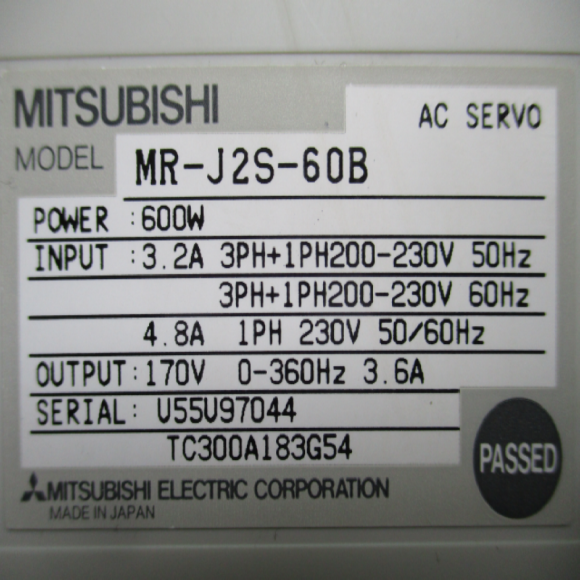 MITSUBISHI
AC SERVO
MODEL MR-J2S-60B
POWER : 600W
INPUT : 3.2A 3PH+1PH200-230V 50Hz
3PH+1PH200-230V 60Hz
4.8A 1PH 230V 50/60Hz
OUTPUT: 170V 0-360Hz 3.6A
SERIAL: U55U97044
TC300A183G54
PASSED
MITSUBISHI ELECTRIC CORPORATION
MADE IN JAPAN